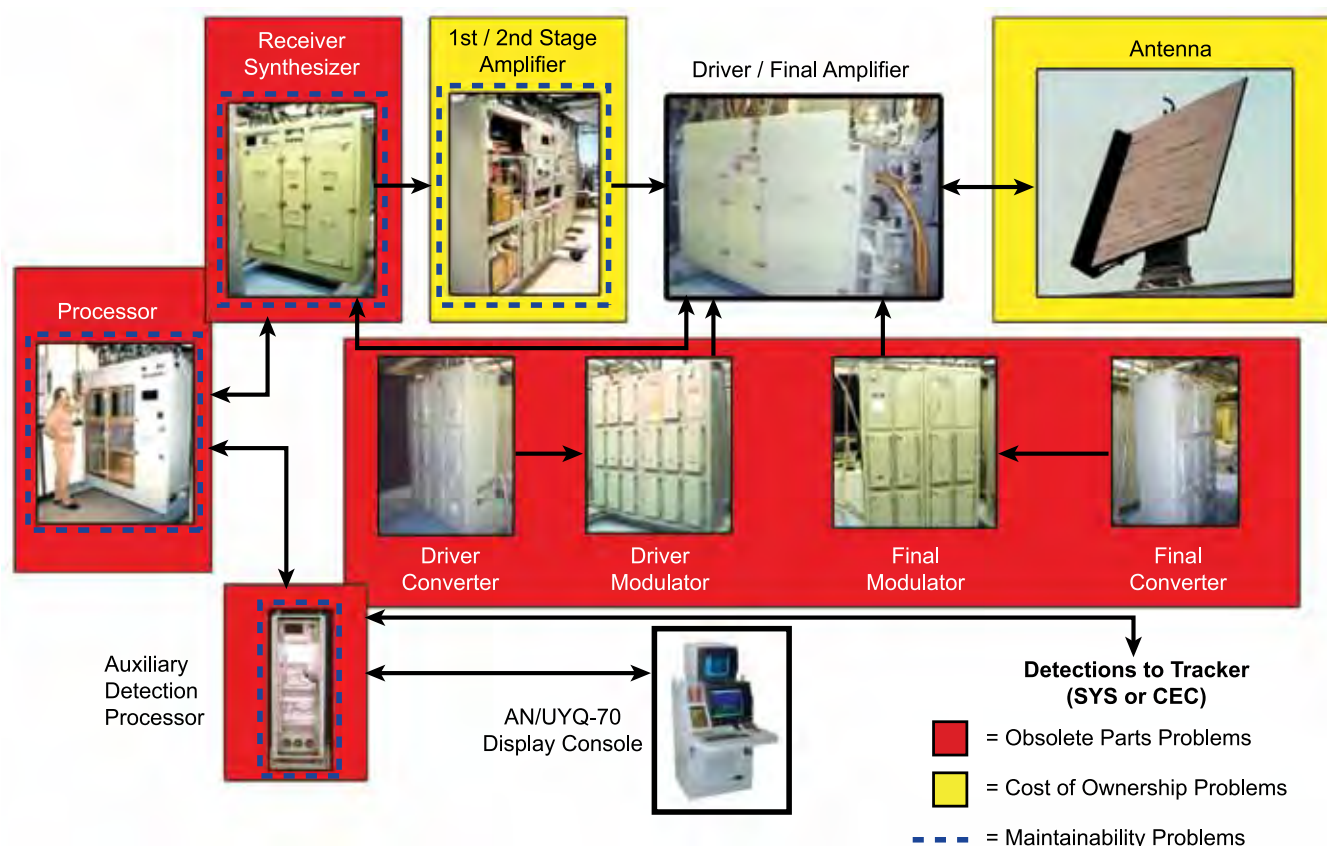 Receiver
Synthesizer
1st / 2nd Stage
Amplifier
Driver / Final Amplifier
Antenna
Processor
Driver
Converter
Driver
Modulator
Final
Modulator
Final
Converter
Auxiliary
Detection
Processor
AN/UYQ-70
Display Console
Detections to Tracker
(SYS or CEC)
= Obsolete Parts Problems
= Cost of Ownership Problems
= Maintainability Problems